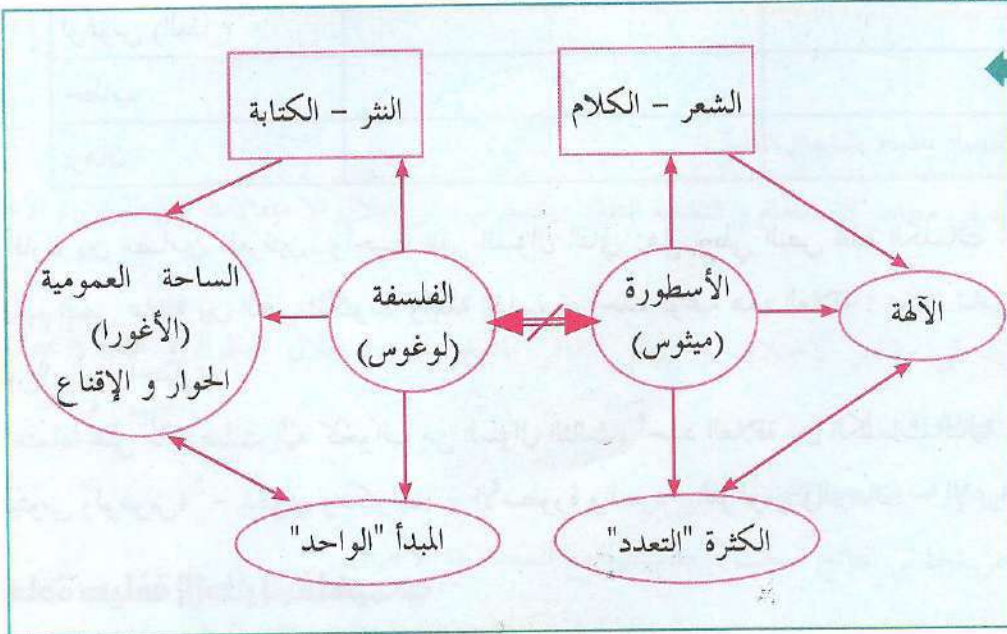 الشعر – الكلام
النثر – الكتابة
الآلهة
الأسطورة
(ميثوس)
الفلسفة
(لوغوس)
الساحة العمومية
(الأغورا)
الحوار و الإقناع
الكثرة "التعدد"
المبدأ "الواحد"